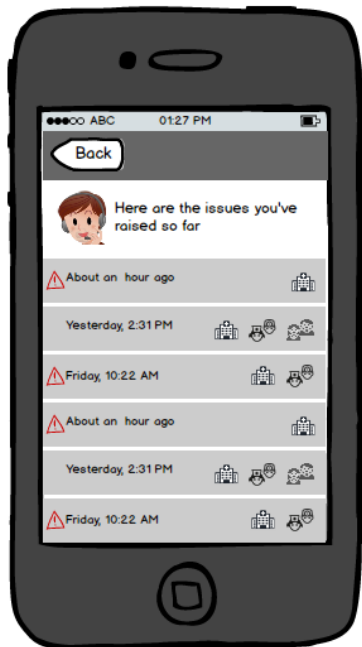 ABC 01:27 PM
Back
Here are the issues you've
raised so far
About an hour ago
Yesterday, 2:31 PM
Friday, 10:22 AM
About an hour ago
Yesterday, 2:31 PM
Friday, 10:22 AM